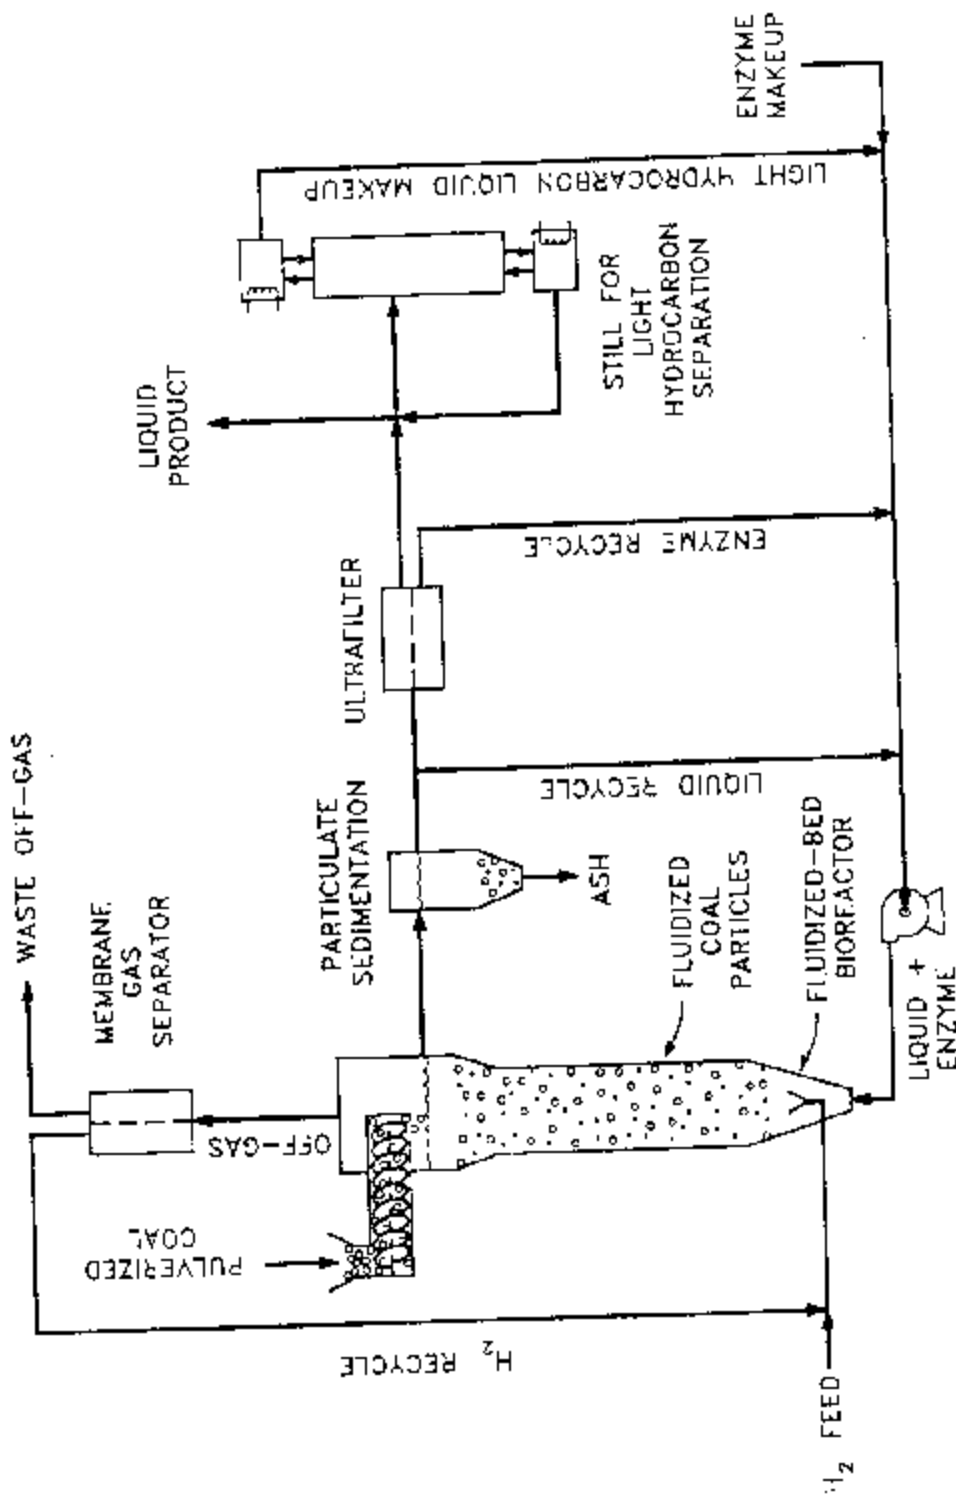 WASTE OFF-GAS
MEMBRANE
GAS
SEPARATOR
H2 RECYCLE
PULVERIZED
COAL
OFF-GAS
PARTICULATE
SEDIMENTATION
ASH
ULTRAFILTER
LIQUID
PRODUCT
STILL FOR
LIGHT
HYDROCARBON
SEPARATION
LIGHT HYDROCARBON LIQUID MAKEUP
ENZYME
MAKEUP
ENZYME RECYCLE
LIQUID RECYCLE
FLUIDIZED
COAL
PARTICLES
FLUIDIZED-BED
BIOREACTOR
LIQUID +
ENZYME
H2 FEED